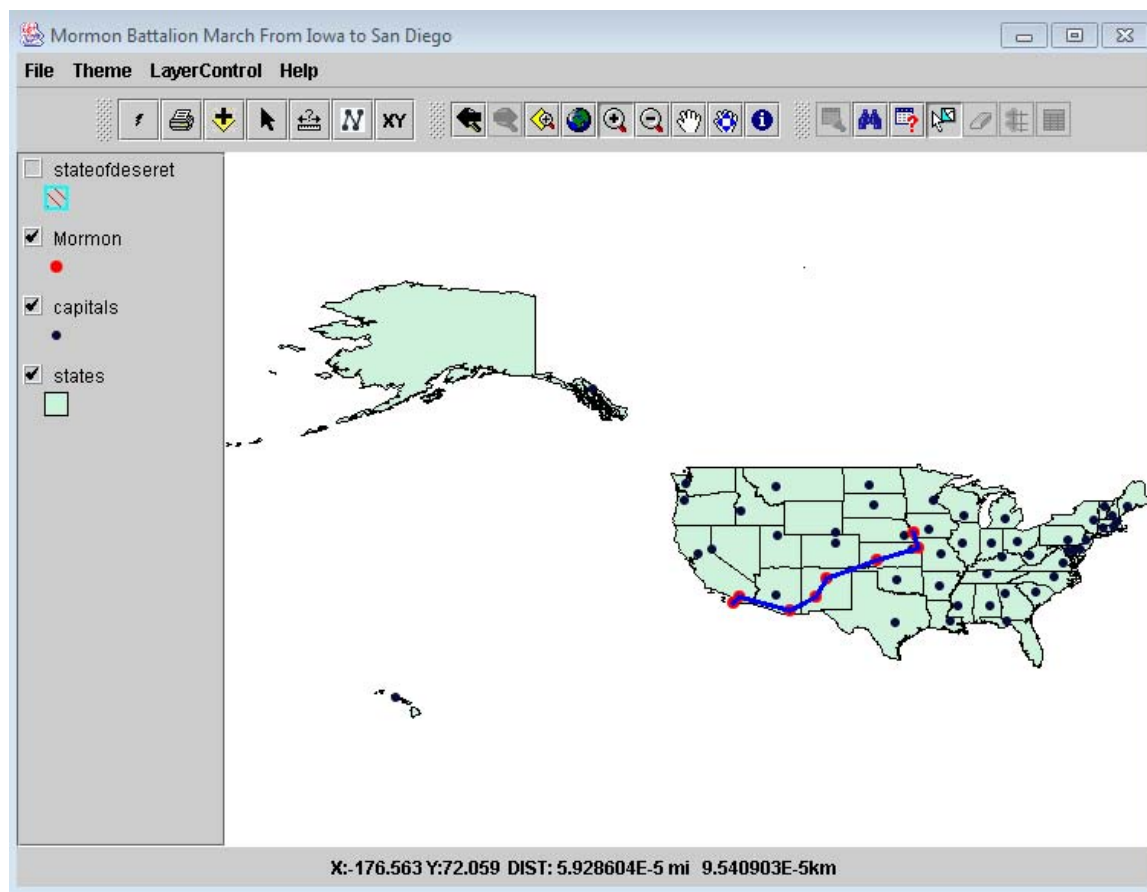 Mormon Battalion March From Iowa to San Diego
File Theme LayerControl Help
N XY
stateofdeseret
Mormon
capitals
states
X:-176.563 Y:72.059 DIST: 5.928604E-5 mi 9.540903E-5km